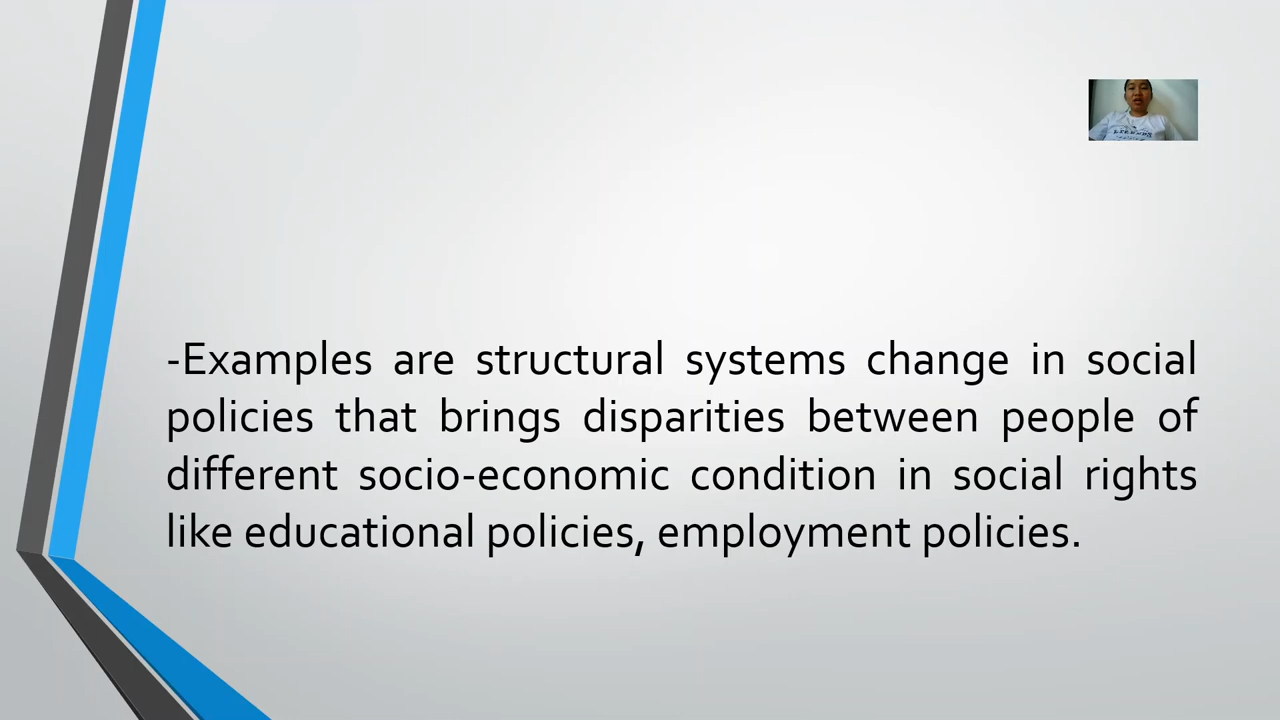 -Examples are structural systems change in social
policies that brings disparities between people of
different socio-economic condition in social rights
like educational policies, employment policies.